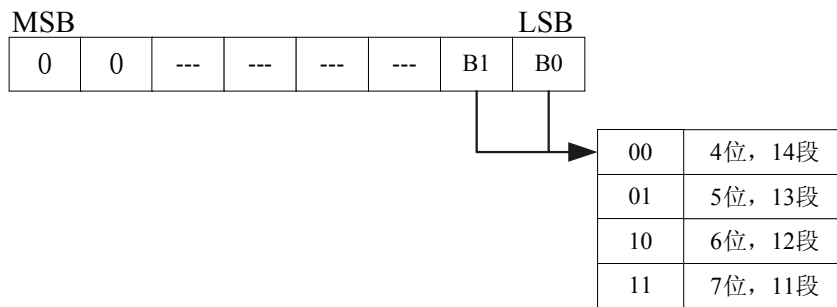 MSB LSB
0 0 --- --- --- --- B1 B0
00 4位，14段
01 5位，13段
10 6位，12段
11 7位，11段